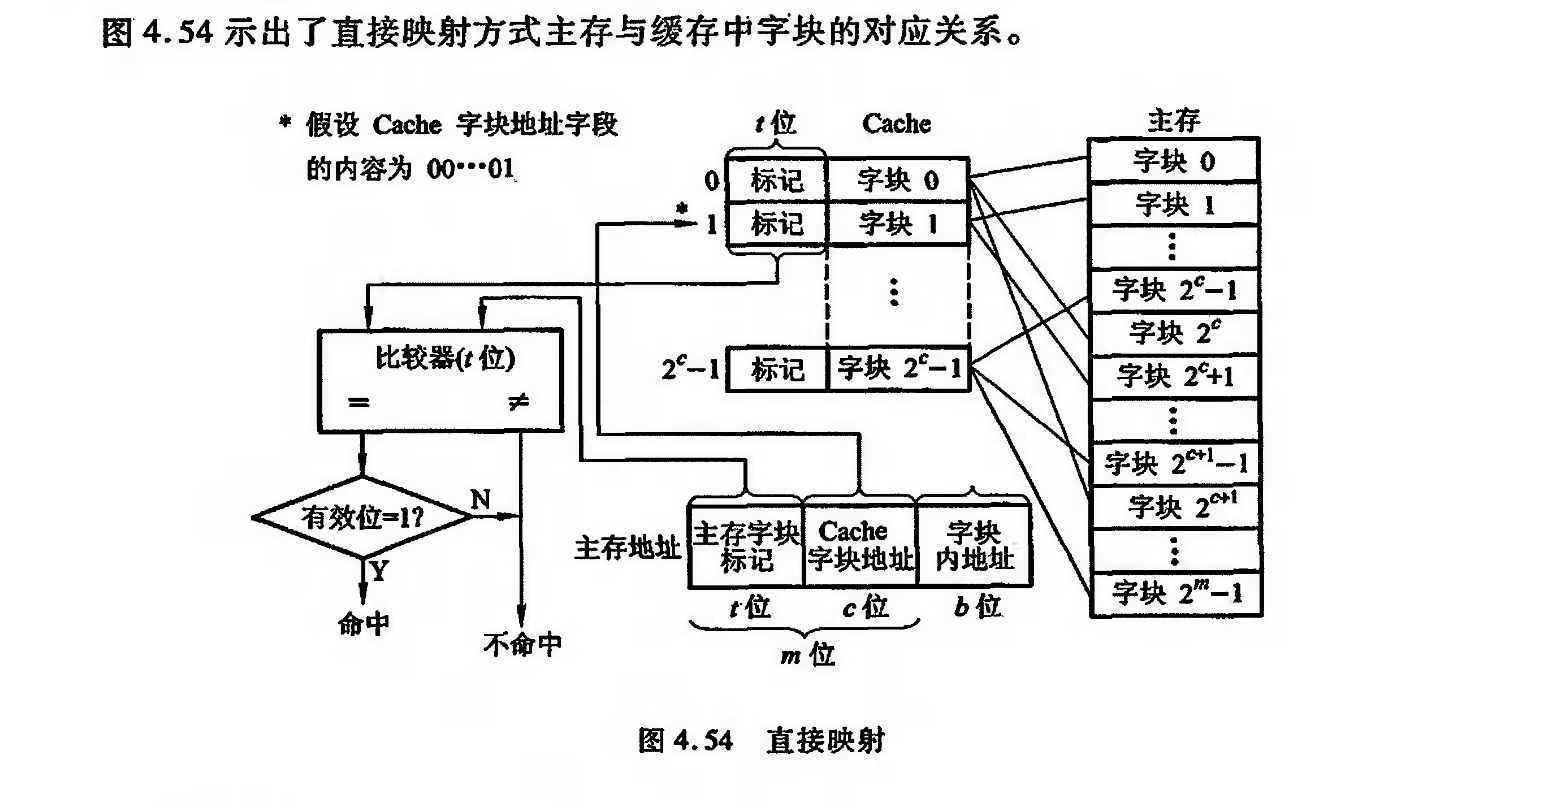 图 4.54 示出了直接映射方式主存与缓存中字块的对应关系。
* 假设 Cache 字块地址字段
的内容为 00···01
t 位
Cache
主存
0
标记
字块 0
*
1
标记
字块 1
⋮
2^c−1
标记
字块 2^c−1
字块 0
字块 1
⋮
字块 2^c−1
字块 2^c
字块 2^c+1
⋮
字块 2^{c+1}−1
字块 2^{c+1}
⋮
字块 2^m−1
比较器(t 位)
=
≠
有效位=1?
N
Y
命中
不命中
主存地址
主存字块
标记
Cache
字块地址
字块
内地址
t 位
c 位
b 位
m 位
图 4.54 直接映射